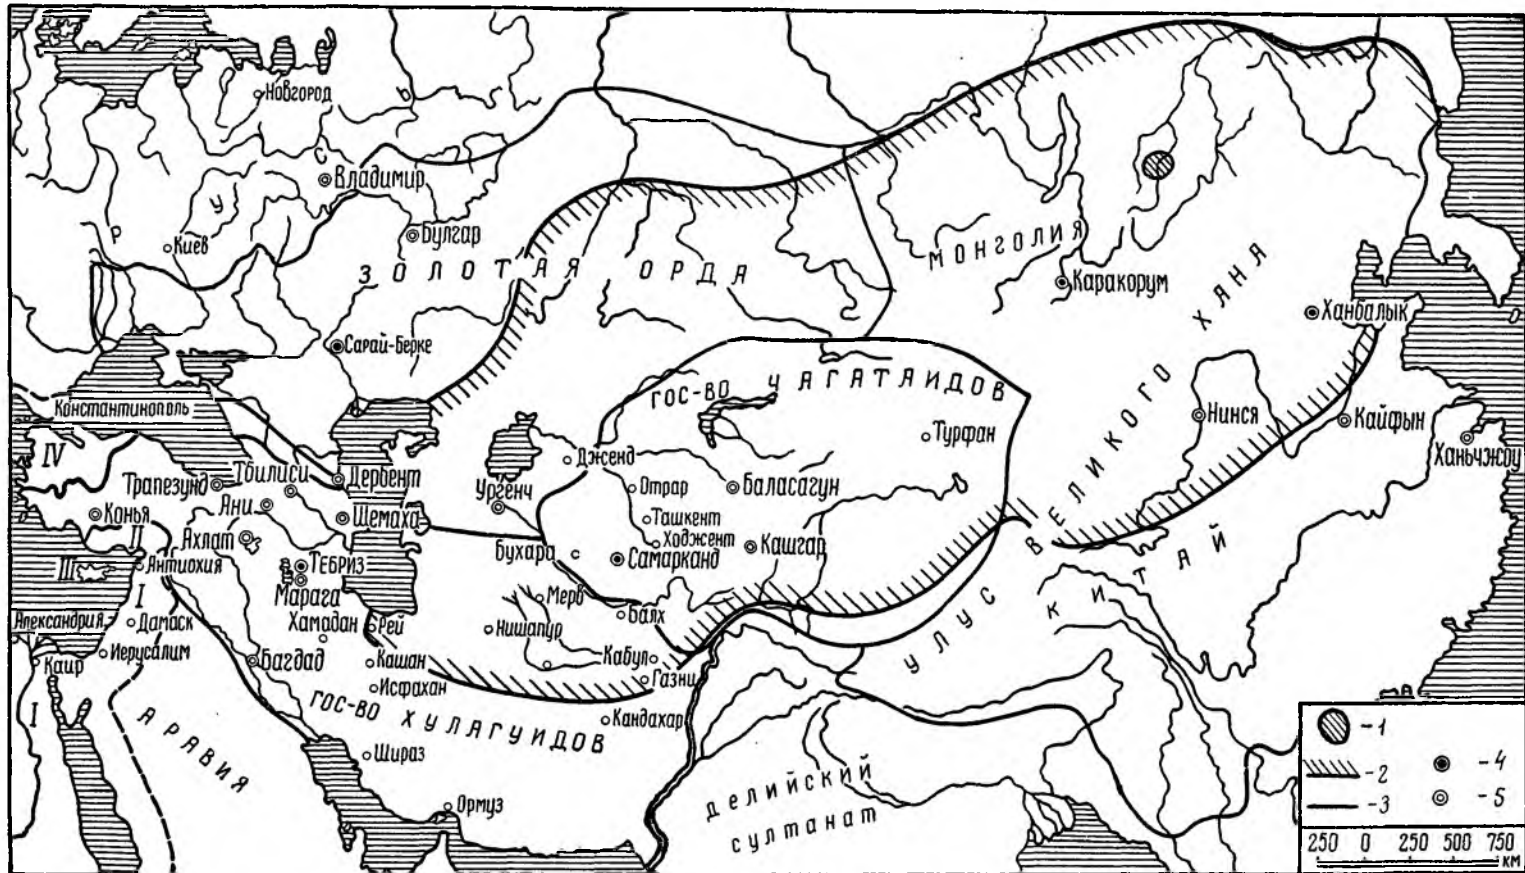 Новгород
Владимир
РУСЬ
Киев
Булгар
ЗОЛОТАЯ ОРДА
МОНГОЛИЯ
Каракорум
Ханбалык
Сарай-Берке
ГОС-ВО ЧАГАТАИДОВ
УЛУС ВЕЛИКОГО ХАНА
Константинополь
Нинся
Кайфын
Турфан
Ханьчжоу
IV
Тбилиси
Дербент
Дженд
Трапезунд
Ургенч
Отрар
Баласагун
Ани
Конья
Шемаха
Ташкент
Ходжент
II
Ахлат
Бухара
Самарканд
Кашгар
III
Антиохия
ТЕБРИЗ
Марага
КИТАЙ
I
Мерв
Александрия
Дамаск
Хамадан
Рей
Нишапур
Балх
Иерусалим
Каир
Багдад
Кашан
Кабул
Газни
Исфахан
I
АРАВИЯ
ГОС-ВО ХУЛАГУИДОВ
Кандахар
Шираз
Ормуз
ДЕЛИЙСКИЙ
СУЛТАНАТ
-1
-2
-3
-4
-5
250 0 250 500 750
КМ